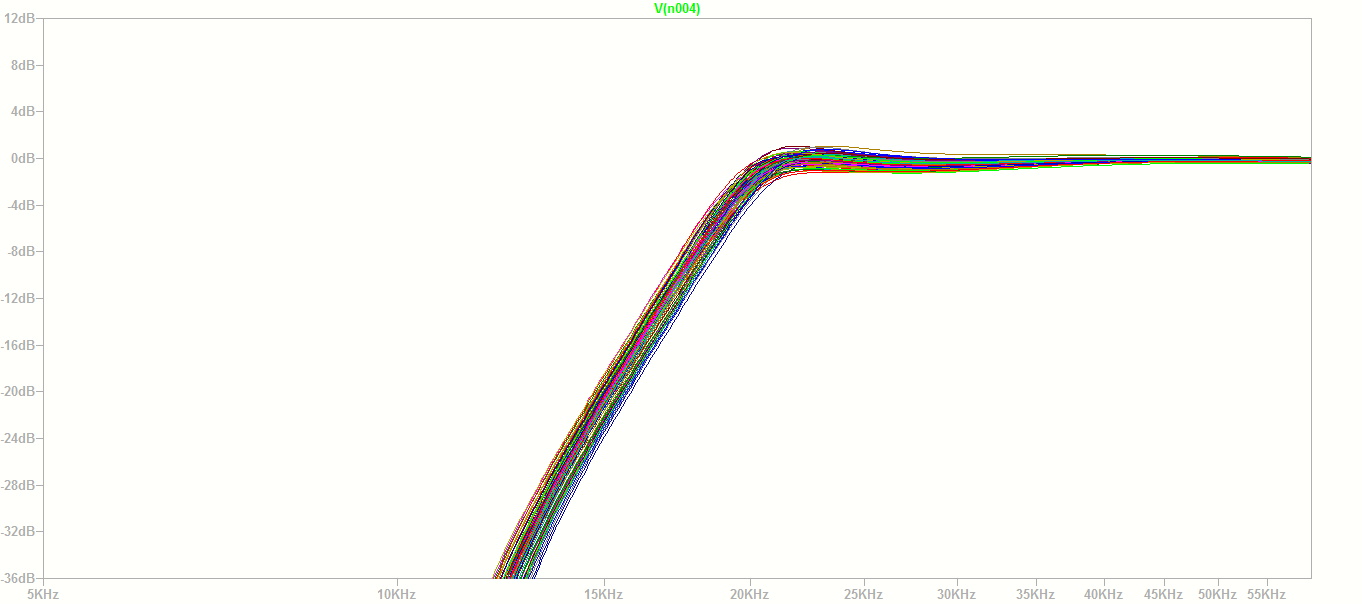 V(n004)
12dB
8dB
4dB
0dB
-4dB
-8dB
-12dB
-16dB
-20dB
-24dB
-28dB
-32dB
-36dB
5KHz 10KHz 15KHz 20KHz 25KHz 30KHz 35KHz 40KHz 45KHz 50KHz 55KHz